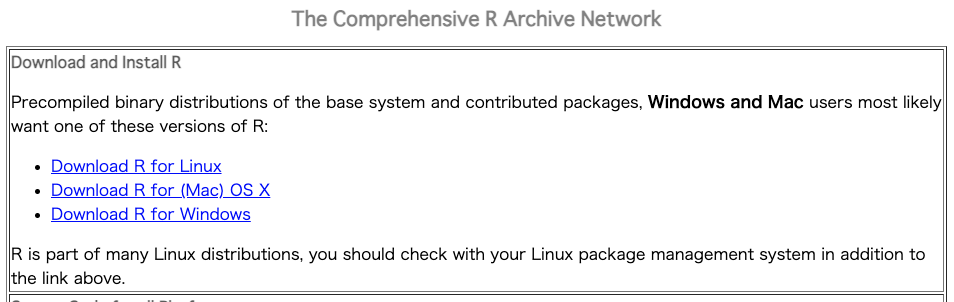 The Comprehensive R Archive Network
Download and Install R
Precompiled binary distributions of the base system and contributed packages, Windows and Mac users most likely
want one of these versions of R:
Download R for Linux
Download R for (Mac) OS X
Download R for Windows
R is part of many Linux distributions, you should check with your Linux package management system in addition to
the link above.